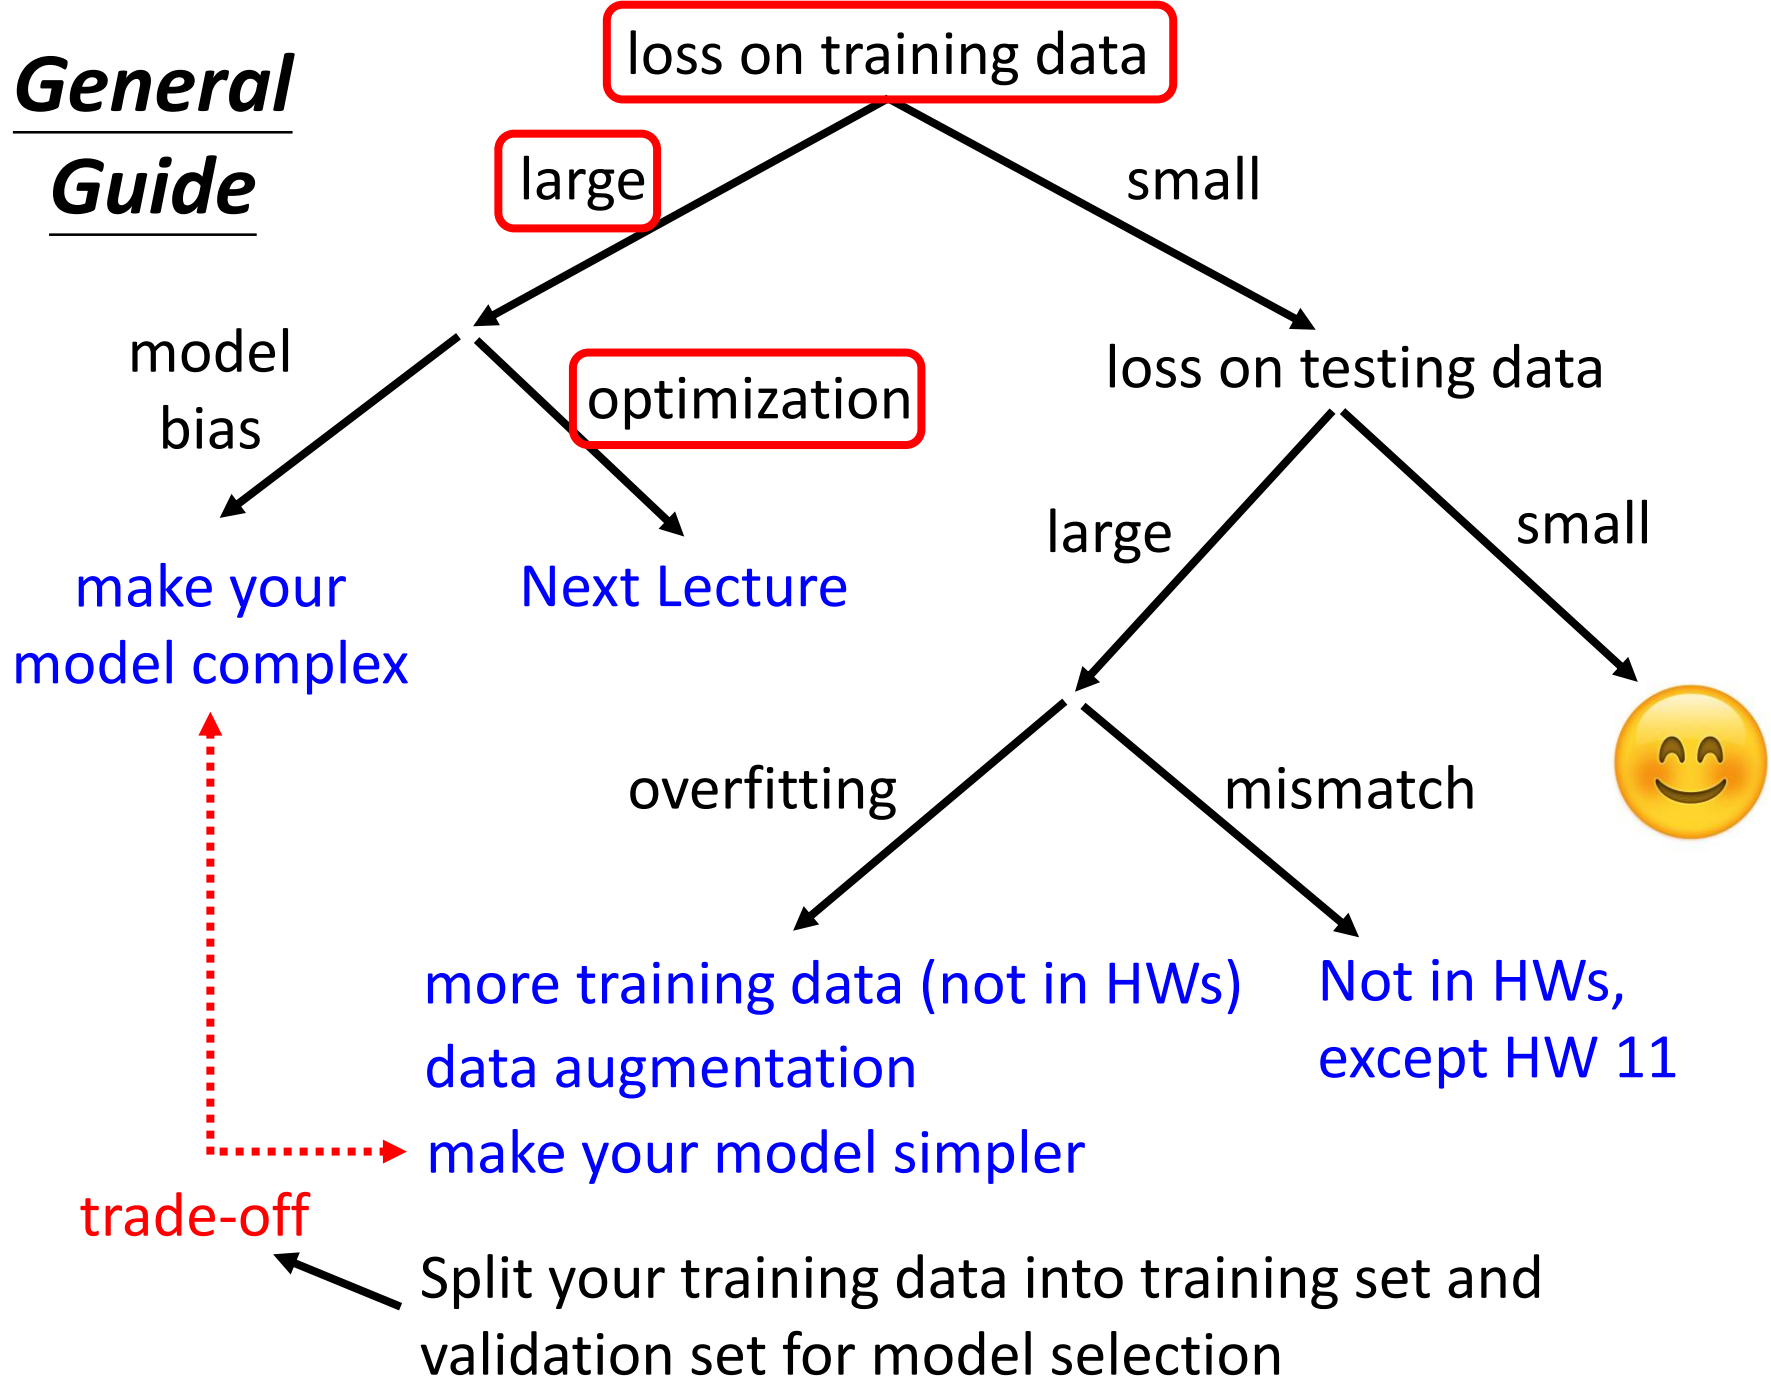 General
Guide
loss on training data
large
small
model
bias
optimization
loss on testing data
make your
model complex
Next Lecture
large
small
overfitting
mismatch
more training data (not in HWs)
data augmentation
make your model simpler
Not in HWs,
except HW 11
trade-off
Split your training data into training set and
validation set for model selection